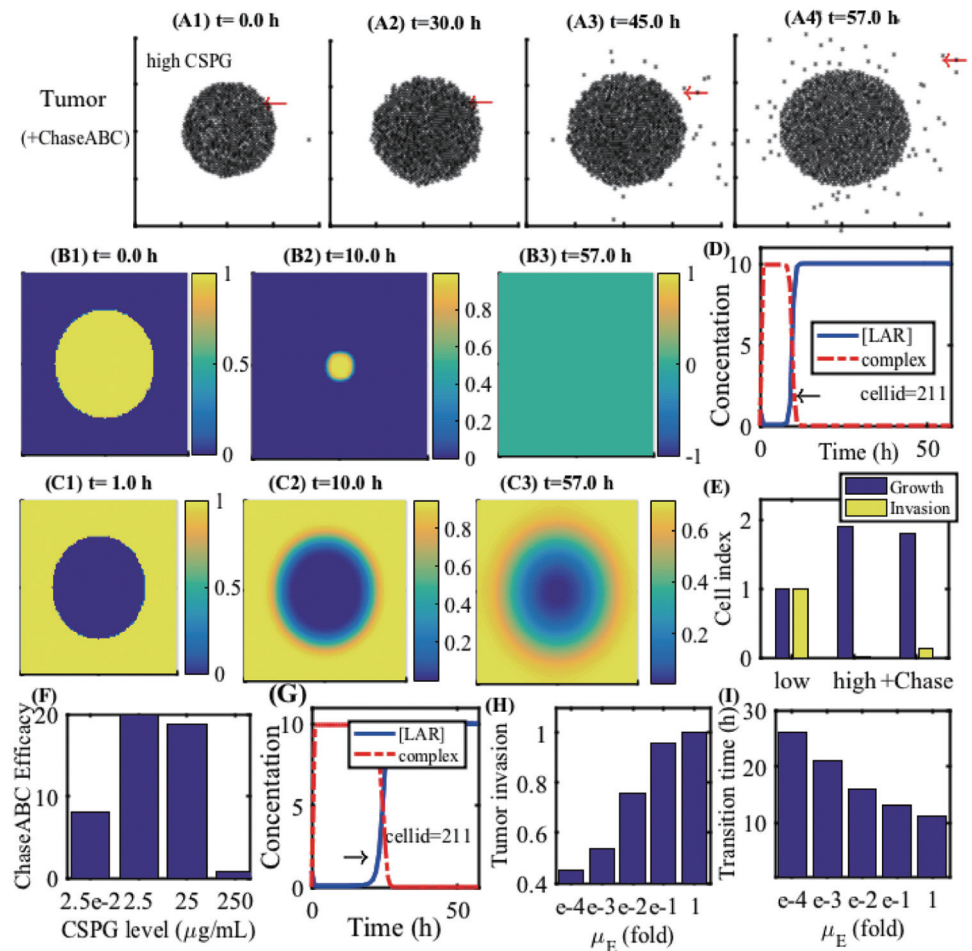 (A1) t= 0.0 h
(A2) t=30.0 h
(A3) t=45.0 h
(A4) t=57.0 h
high CSPG
Tumor
(+ChaseABC)
(B1) t= 0.0 h
(B2) t=10.0 h
(B3) t=57.0 h
(D)
1
0.5
0
0.8
0.6
0.4
0.2
0
1
0
-1
Concentation
10
5
0
[LAR]
complex
cellid=211
0
50
Time (h)
(C1) t= 1.0 h
(C2) t=10.0 h
(C3) t=57.0 h
(E)
1
0.5
0
0.8
0.6
0.4
0.2
0.6
0.4
0.2
Cell index
2
1
0
Growth
Invasion
low
high
+Chase
(F)
ChaseABC Efficacy
20
10
0
2.5e-2
2.5
25
250
CSPG level (μg/mL)
(G)
Concentation
10
5
0
[LAR]
complex
cellid=211
0
50
Time (h)
(H)
Tumor invasion
1
0.8
0.6
0.4
e-4
e-3
e-2
e-1
1
μE (fold)
(I)
Transition time (h)
30
20
10
e-4
e-3
e-2
e-1
1
μE (fold)